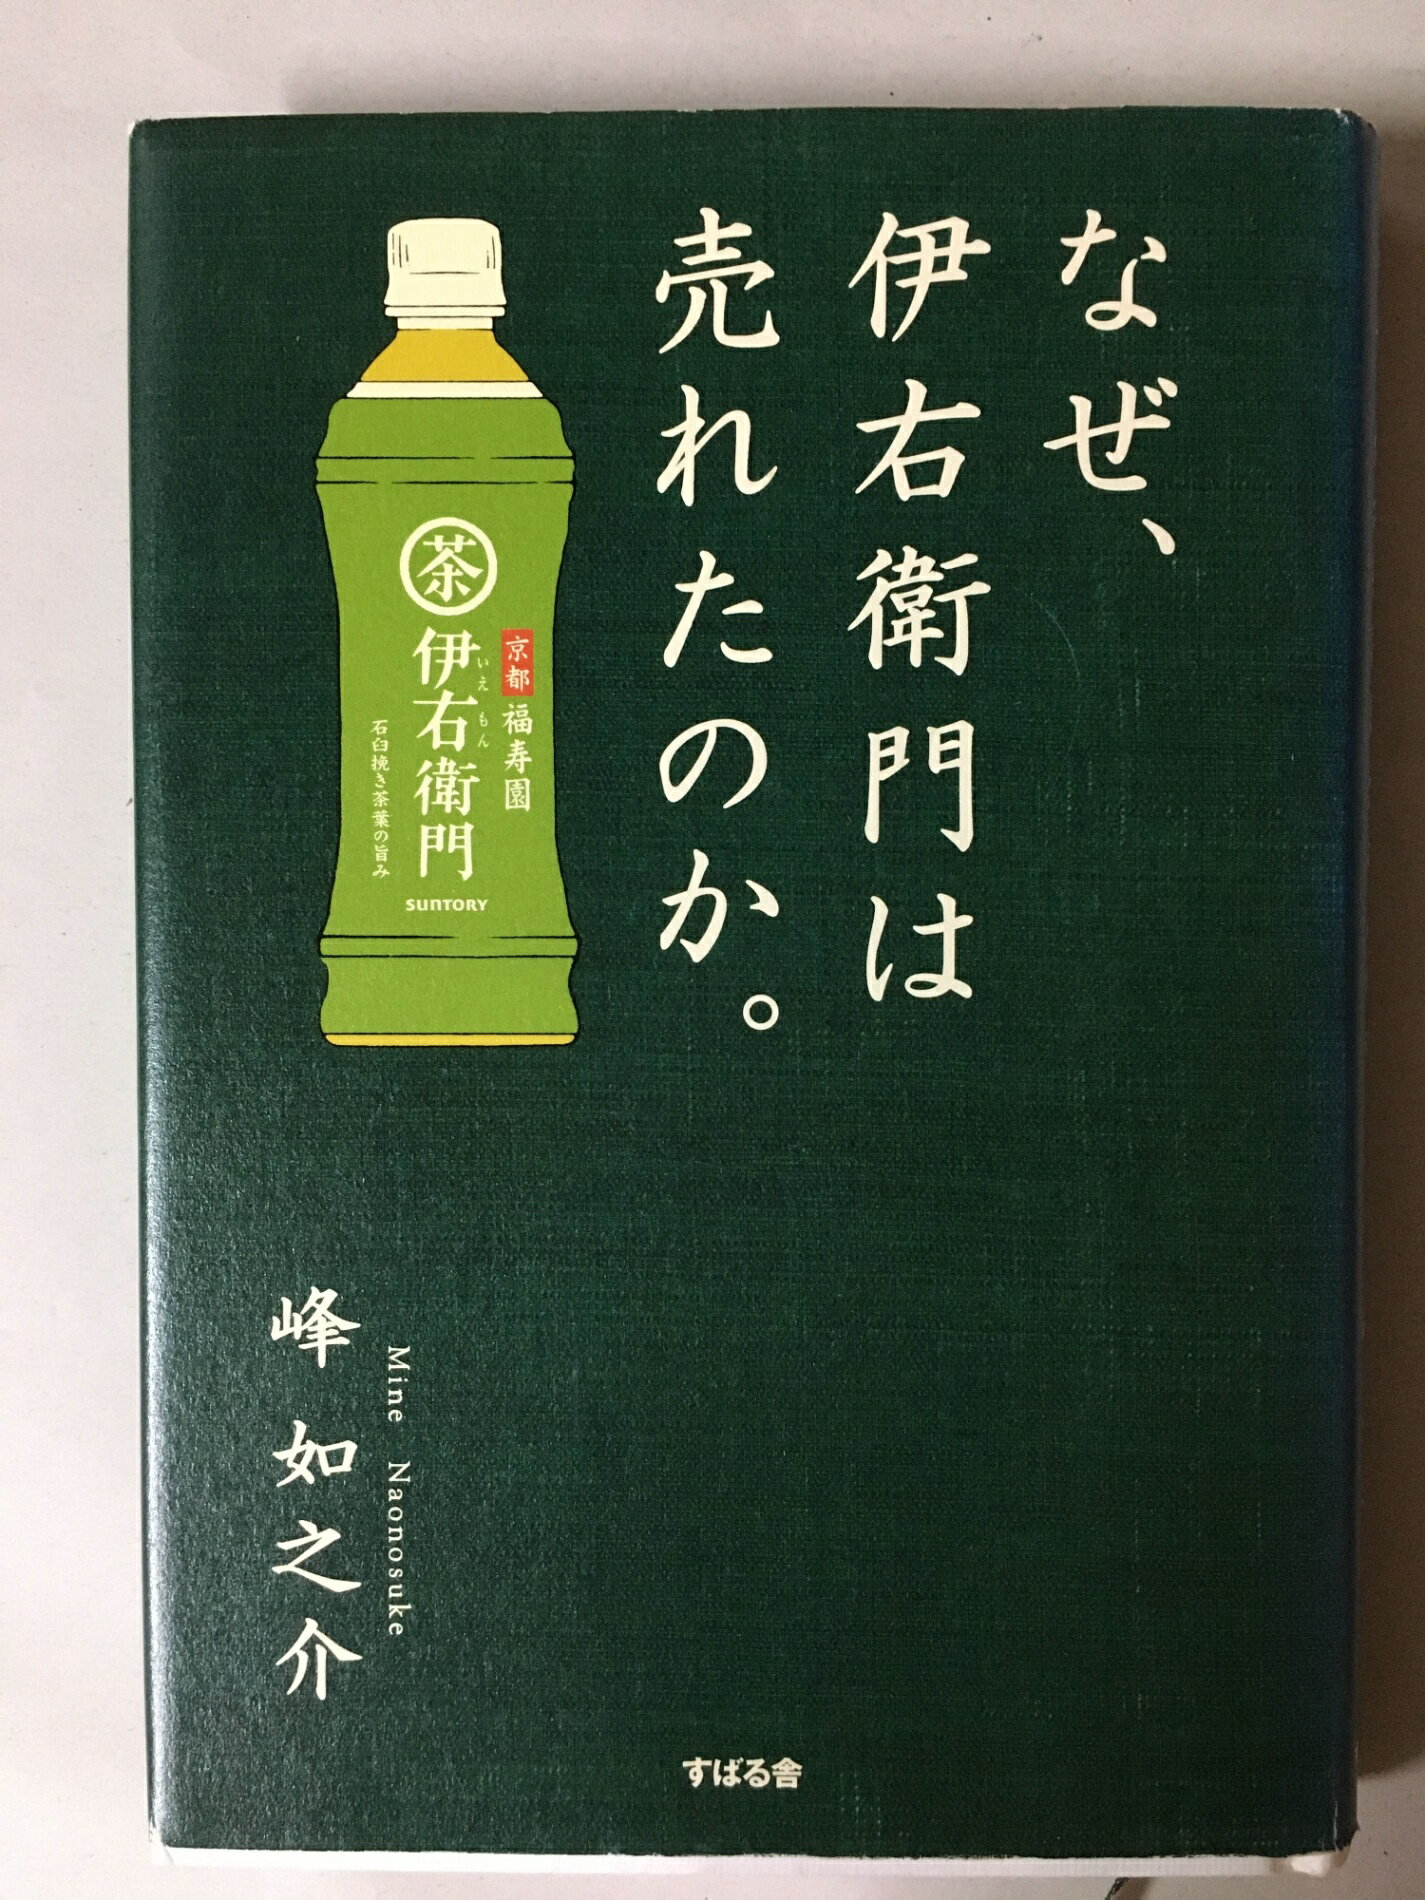 なぜ、
伊右衛門は
売れたのか。
茶
京都 福寿園
いえもん
伊右衛門
石臼挽き茶葉の旨み
SUNTORY
Mine Naonosuke
峰 如之介
すばる舎